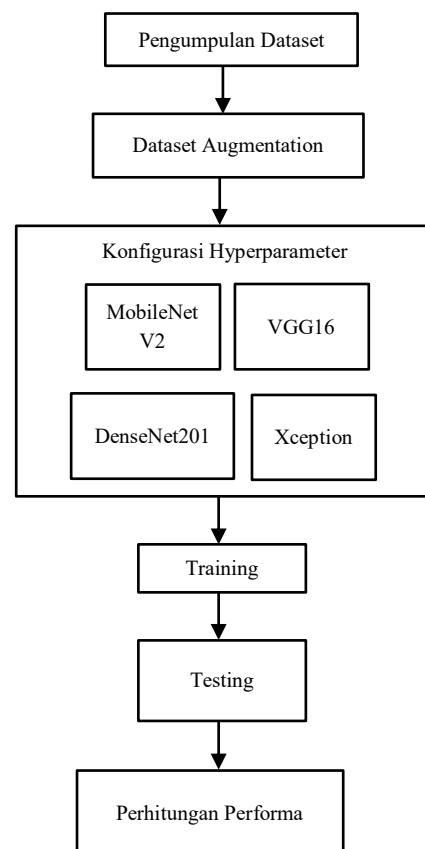 Pengumpulan Dataset
Dataset Augmentation
Konfigurasi Hyperparameter
MobileNet
V2
VGG16
DenseNet201
Xception
Training
Testing
Perhitungan Performa